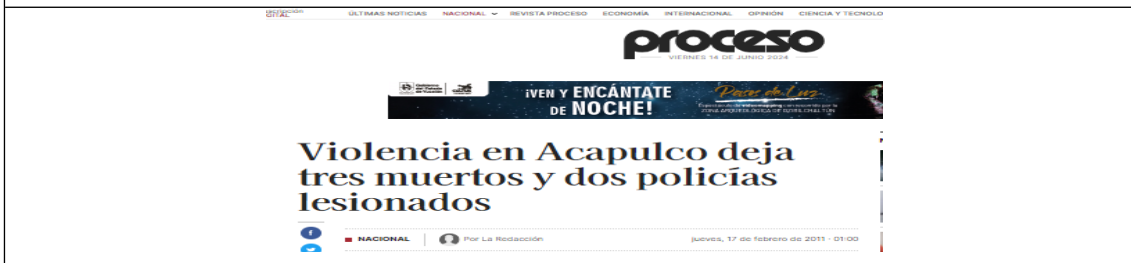 ÚLTIMAS NOTICIAS NACIONAL REVISTA PROCESO ECONOMÍA INTERNACIONAL OPINIÓN CIENCIA Y TECNOLO
proceso
VIERNES 14 DE JUNIO 2024
¡VEN Y ENCÁNTATE
DE NOCHE!
Violencia en Acapulco deja
tres muertos y dos policías
lesionados
NACIONAL Por La Redacción jueves, 17 de febrero de 2011 · 01:00